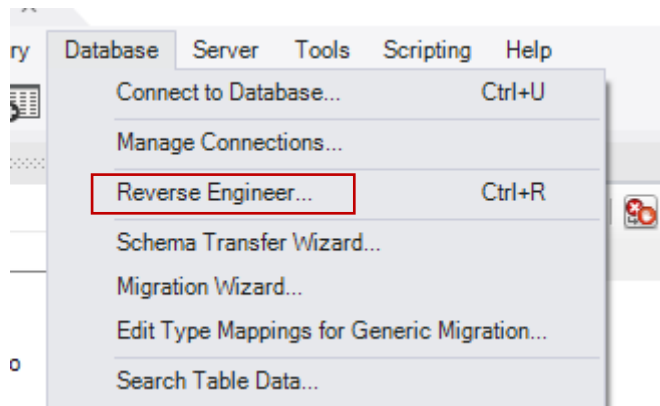 ry Database Server Tools Scripting Help
Connect to Database... Ctrl+U
Manage Connections...
Reverse Engineer... Ctrl+R
Schema Transfer Wizard...
Migration Wizard...
Edit Type Mappings for Generic Migration...
o
Search Table Data...